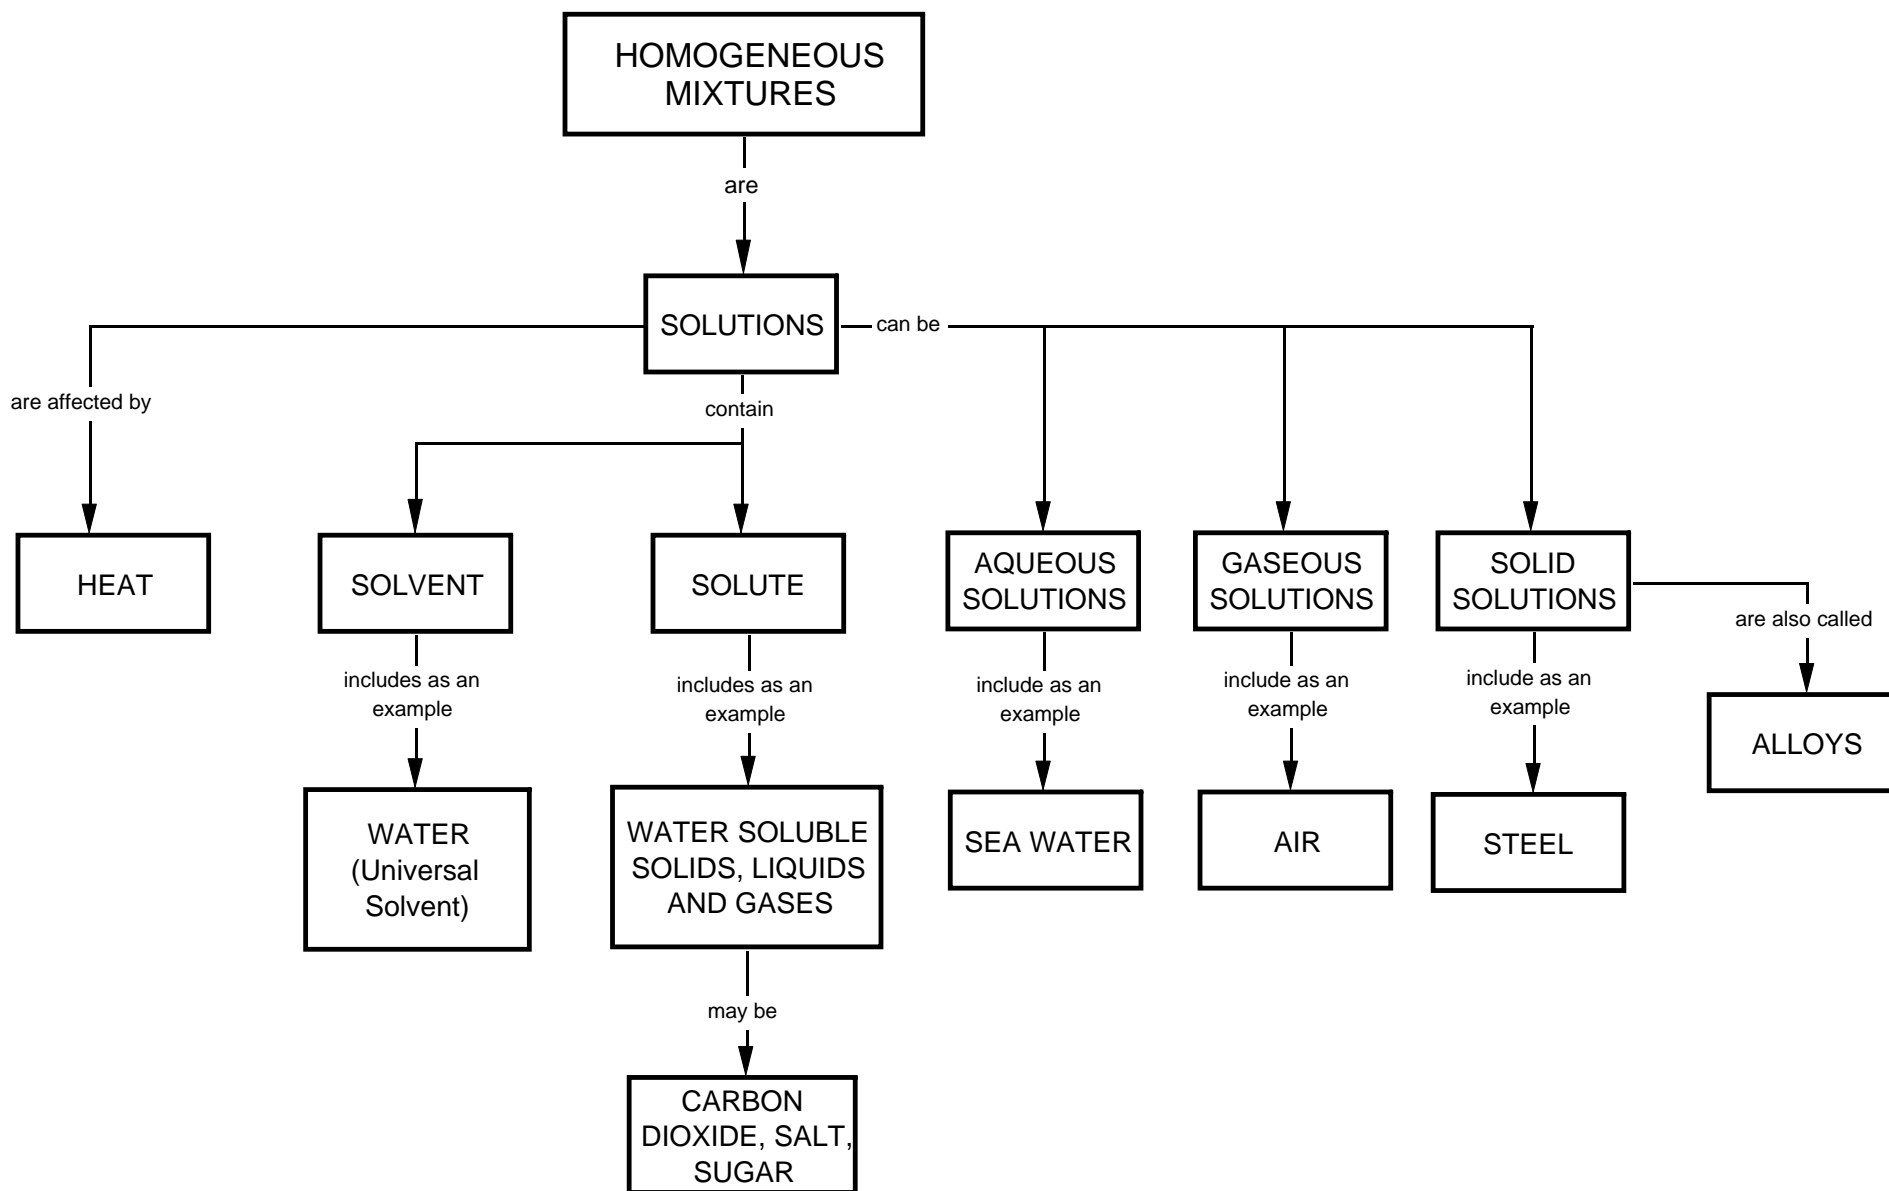 HOMOGENEOUS
MIXTURES
are
SOLUTIONS
can be
are affected by
contain
HEAT
SOLVENT
SOLUTE
AQUEOUS
SOLUTIONS
GASEOUS
SOLUTIONS
SOLID
SOLUTIONS
are also called
includes as an
example
includes as an
example
include as an
example
include as an
example
include as an
example
ALLOYS
WATER
(Universal
Solvent)
WATER SOLUBLE
SOLIDS, LIQUIDS
AND GASES
SEA WATER
AIR
STEEL
may be
CARBON
DIOXIDE, SALT,
SUGAR